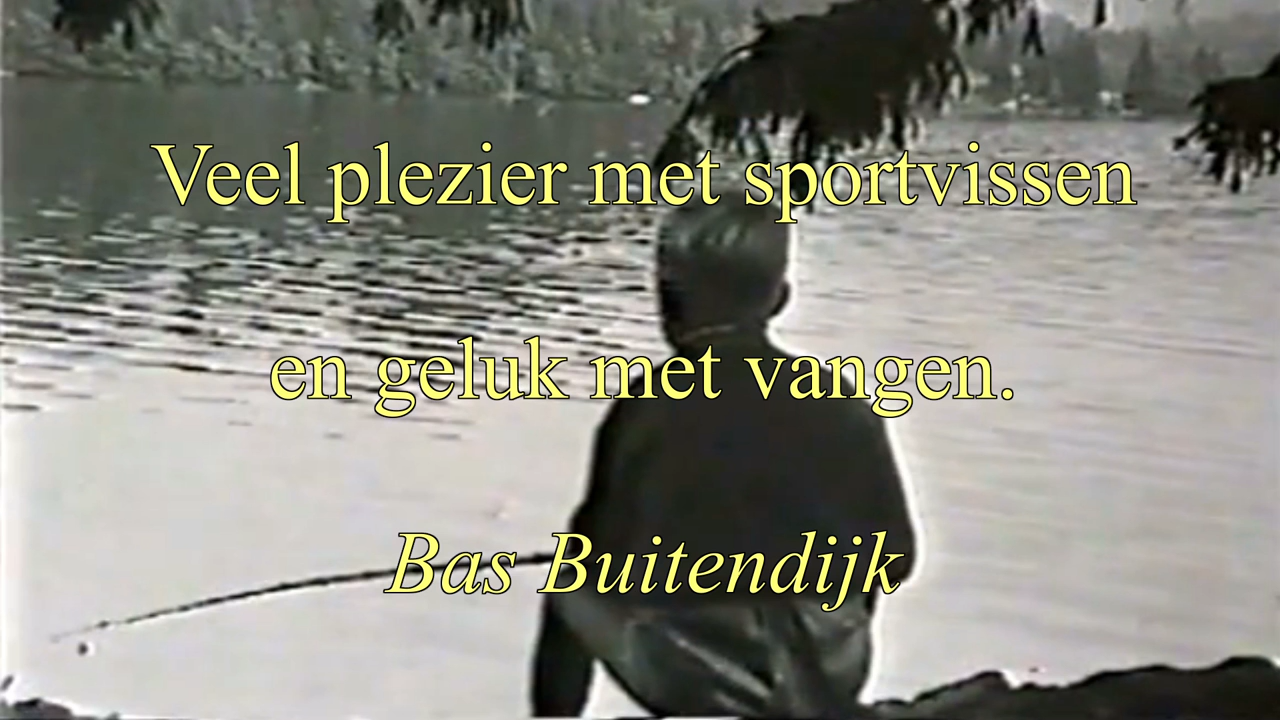 Veel plezier met sportvissen
en geluk met vangen.
Bas Buitendijk